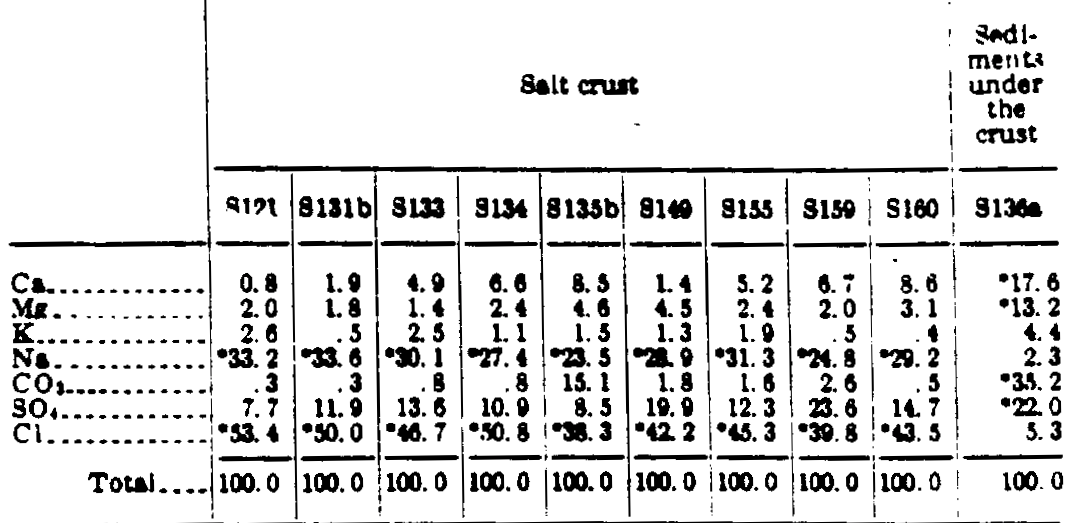 Salt crust
Sedi-
ments
under
the
crust
S121 S131b S133 S134 S135b S149 S155 S159 S160 S136a
Ca 0.8 1.9 4.9 6.6 8.5 1.4 5.2 6.7 8.6 *17.6
Mg 2.0 1.8 1.4 2.4 4.6 4.5 2.4 2.0 3.1 *13.2
K 2.6 .5 2.5 1.1 1.5 1.3 1.9 .5 .4 4.4
Na *33.2 *33.6 *30.1 *27.4 *23.5 *28.9 *31.3 *24.8 *29.2 2.3
CO₃ .3 .3 .8 .8 15.1 1.8 1.6 2.6 .5 *35.2
SO₄ 7.7 11.9 13.6 10.9 8.5 19.9 12.3 23.6 14.7 *22.0
Cl *53.4 *50.0 *46.7 *50.8 *38.3 *42.2 *45.3 *39.8 *43.5 5.3
Total 100.0 100.0 100.0 100.0 100.0 100.0 100.0 100.0 100.0 100.0